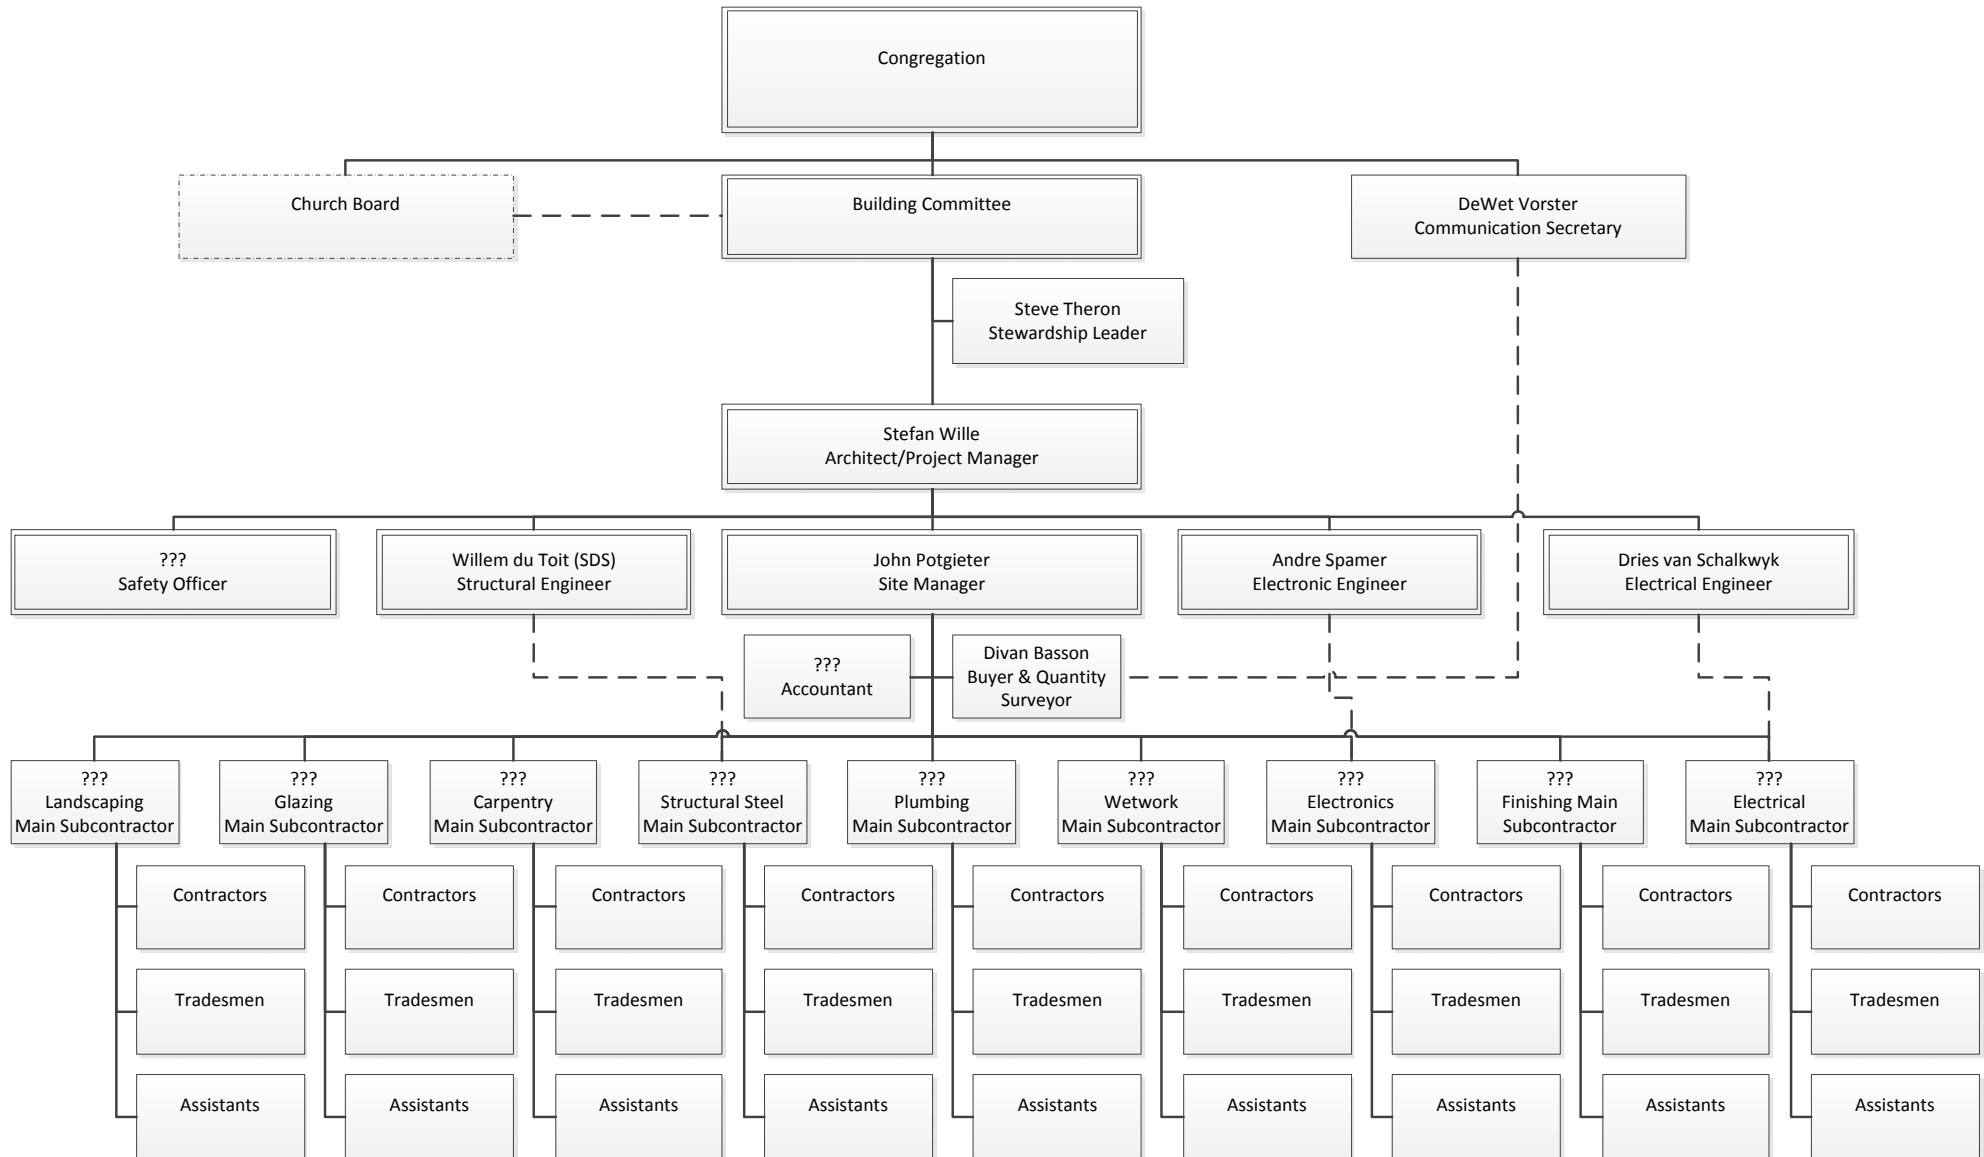 Congregation
Church Board
Building Committee
DeWet Vorster
Communication Secretary
Steve Theron
Stewardship Leader
Stefan Wille
Architect/Project Manager
???
Safety Officer
Willem du Toit (SDS)
Structural Engineer
John Potgieter
Site Manager
Andre Spamer
Electronic Engineer
Dries van Schalkwyk
Electrical Engineer
???
Accountant
Divan Basson
Buyer & Quantity
Surveyor
???
Landscaping
Main Subcontractor
???
Glazing
Main Subcontractor
???
Carpentry
Main Subcontractor
???
Structural Steel
Main Subcontractor
???
Plumbing
Main Subcontractor
???
Wetwork
Main Subcontractor
???
Electronics
Main Subcontractor
???
Finishing Main
Subcontractor
???
Electrical
Main Subcontractor
Contractors
Contractors
Contractors
Contractors
Contractors
Contractors
Contractors
Contractors
Contractors
Tradesmen
Tradesmen
Tradesmen
Tradesmen
Tradesmen
Tradesmen
Tradesmen
Tradesmen
Tradesmen
Assistants
Assistants
Assistants
Assistants
Assistants
Assistants
Assistants
Assistants
Assistants